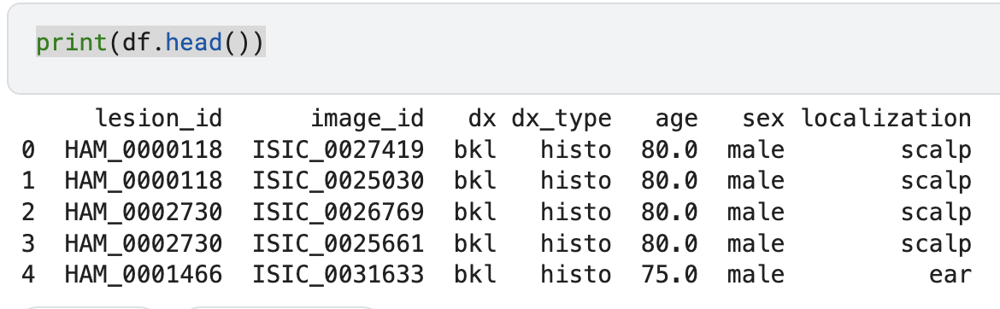 print(df.head())
lesion_id image_id dx dx_type age sex localization
0 HAM_0000118 ISIC_0027419 bkl histo 80.0 male scalp
1 HAM_0000118 ISIC_0025030 bkl histo 80.0 male scalp
2 HAM_0002730 ISIC_0026769 bkl histo 80.0 male scalp
3 HAM_0002730 ISIC_0025661 bkl histo 80.0 male scalp
4 HAM_0001466 ISIC_0031633 bkl histo 75.0 male ear